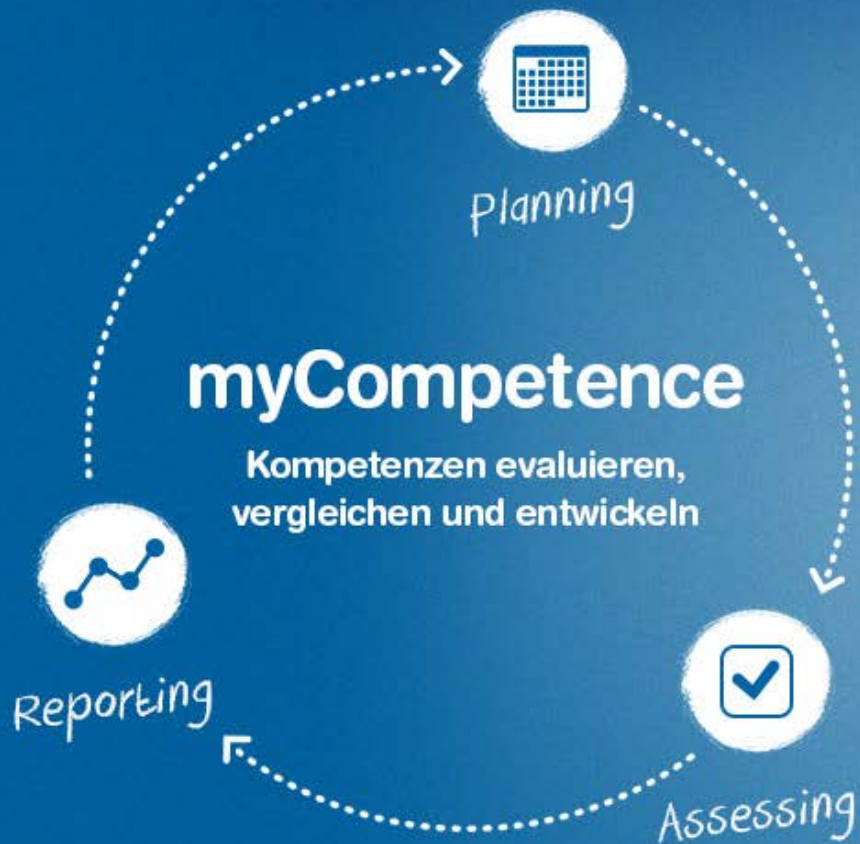 Planning
myCompetence
Kompetenzen evaluieren,
vergleichen und entwickeln
Reporting
Assessing